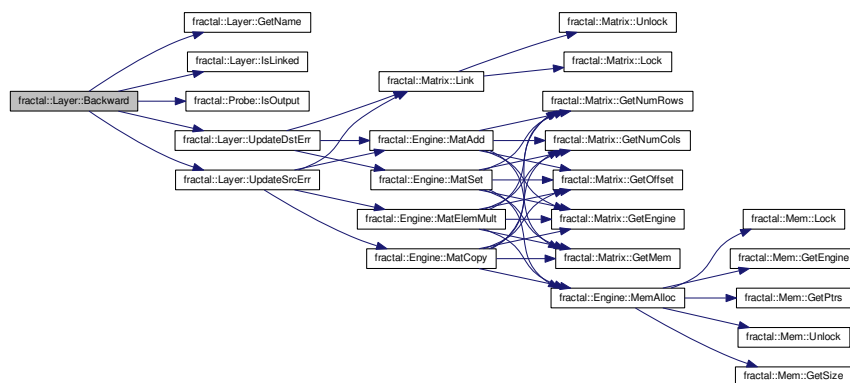 fractal::Layer::Backward
fractal::Layer::GetName
fractal::Layer::IsLinked
fractal::Probe::IsOutput
fractal::Layer::UpdateDstErr
fractal::Layer::UpdateSrcErr
fractal::Matrix::Link
fractal::Engine::MatAdd
fractal::Engine::MatSet
fractal::Engine::MatElemMult
fractal::Engine::MatCopy
fractal::Matrix::Unlock
fractal::Matrix::Lock
fractal::Matrix::GetNumRows
fractal::Matrix::GetNumCols
fractal::Matrix::GetOffset
fractal::Matrix::GetEngine
fractal::Matrix::GetMem
fractal::Engine::MemAlloc
fractal::Mem::Lock
fractal::Mem::GetEngine
fractal::Mem::GetPtrs
fractal::Mem::Unlock
fractal::Mem::GetSize